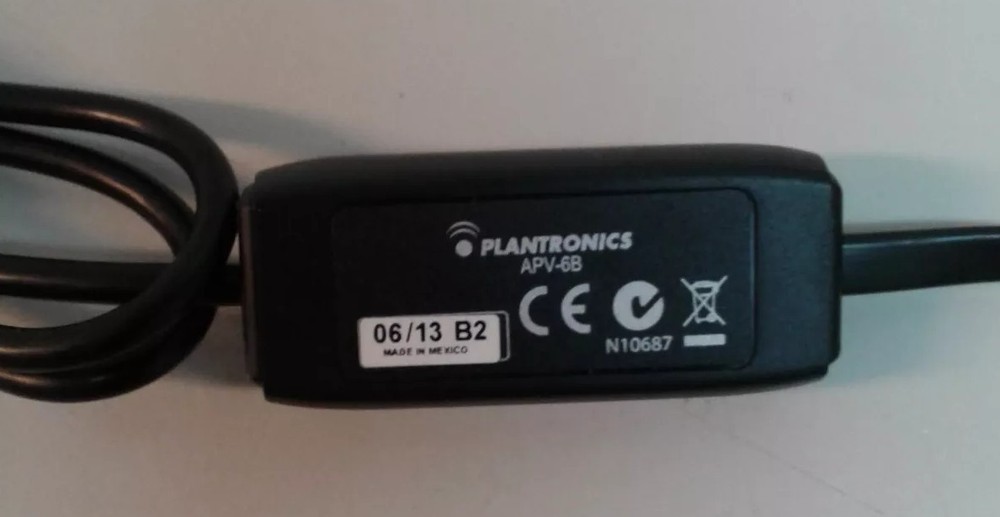 PLANTRONICS
APV-6B
CE
N10687
06/13 B2
MADE IN MEXICO